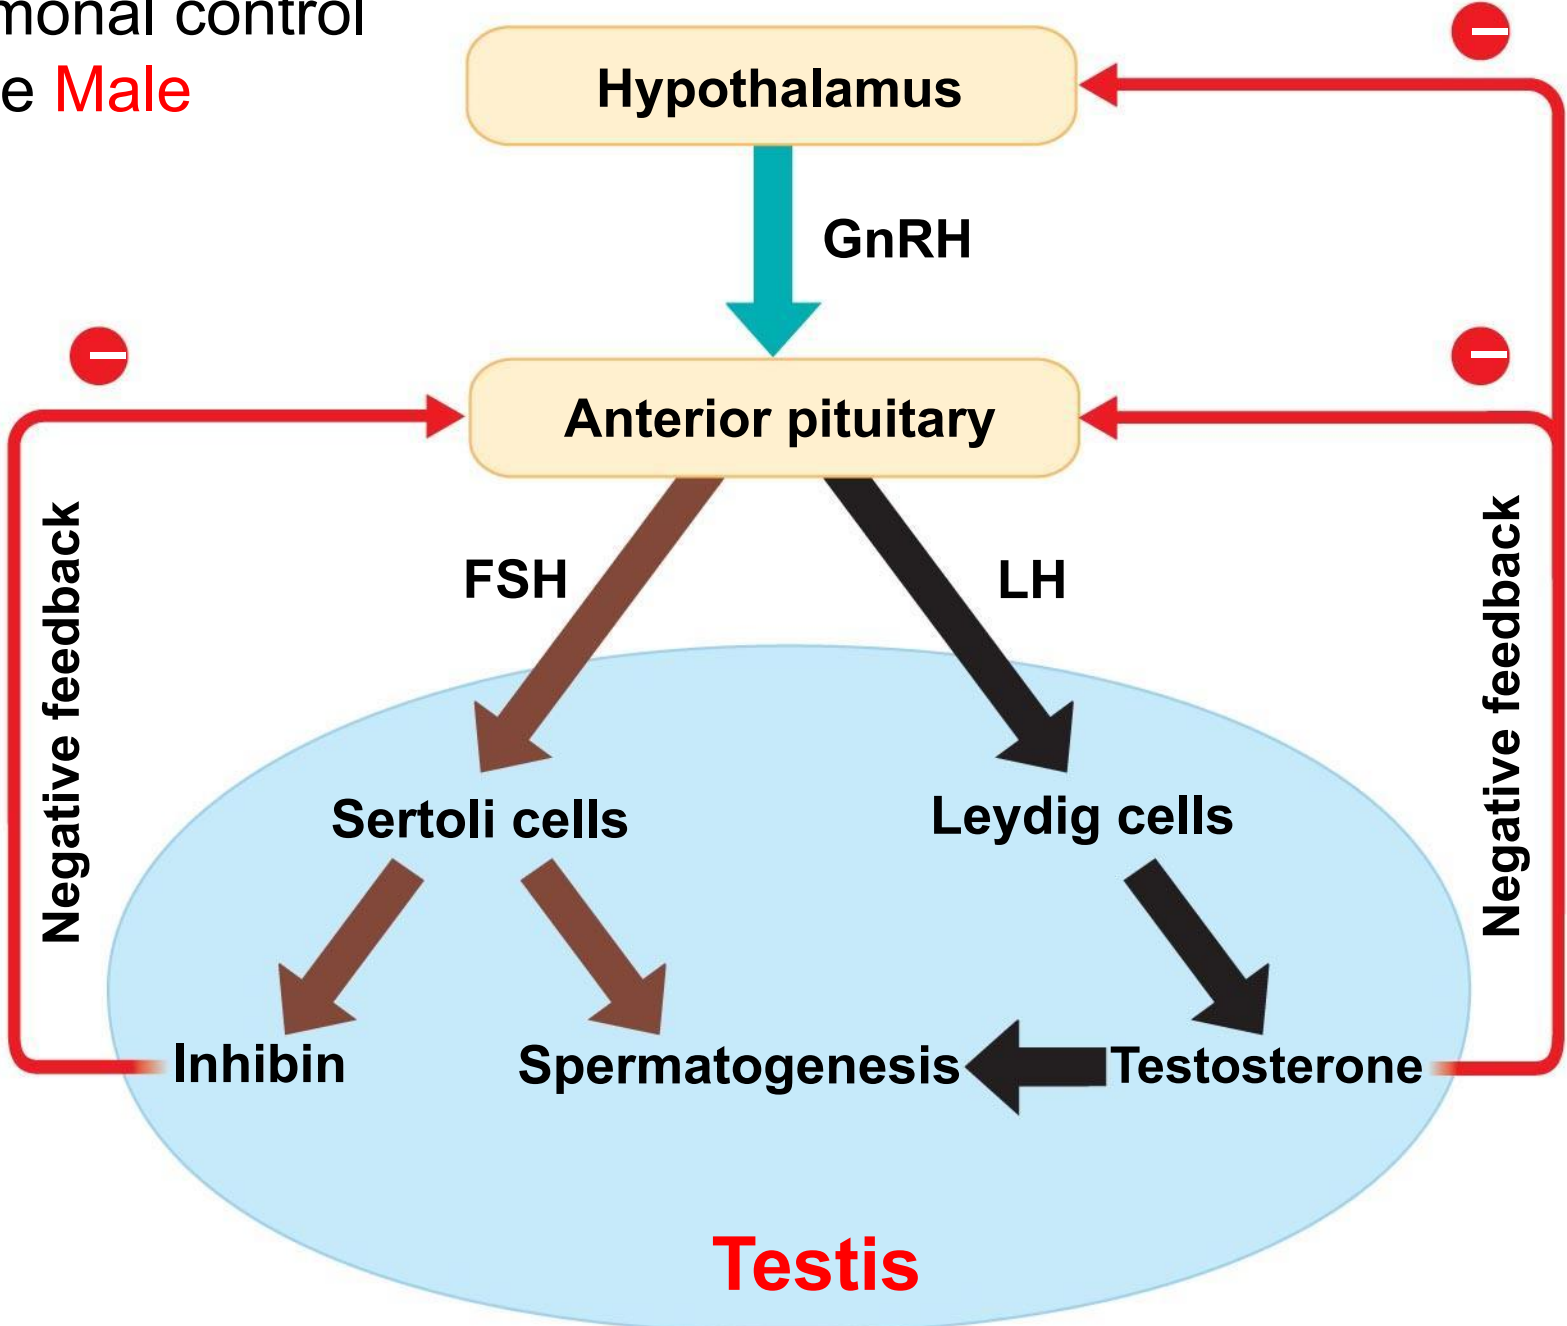 monal control
e Male
Hypothalamus
GnRH
Anterior pituitary
FSH
LH
Negative feedback
Negative feedback
Sertoli cells
Leydig cells
Inhibin
Spermatogenesis
Testosterone
Testis